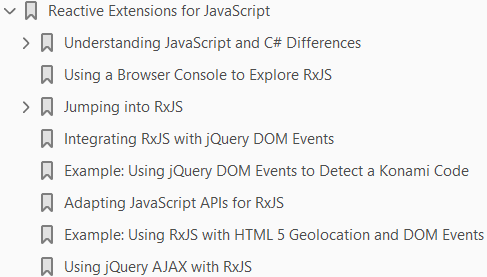 Reactive Extensions for JavaScript
Understanding JavaScript and C# Differences
Using a Browser Console to Explore RxJS
Jumping into RxJS
Integrating RxJS with jQuery DOM Events
Example: Using jQuery DOM Events to Detect a Konami Code
Adapting JavaScript APIs for RxJS
Example: Using RxJS with HTML 5 Geolocation and DOM Events
Using jQuery AJAX with RxJS